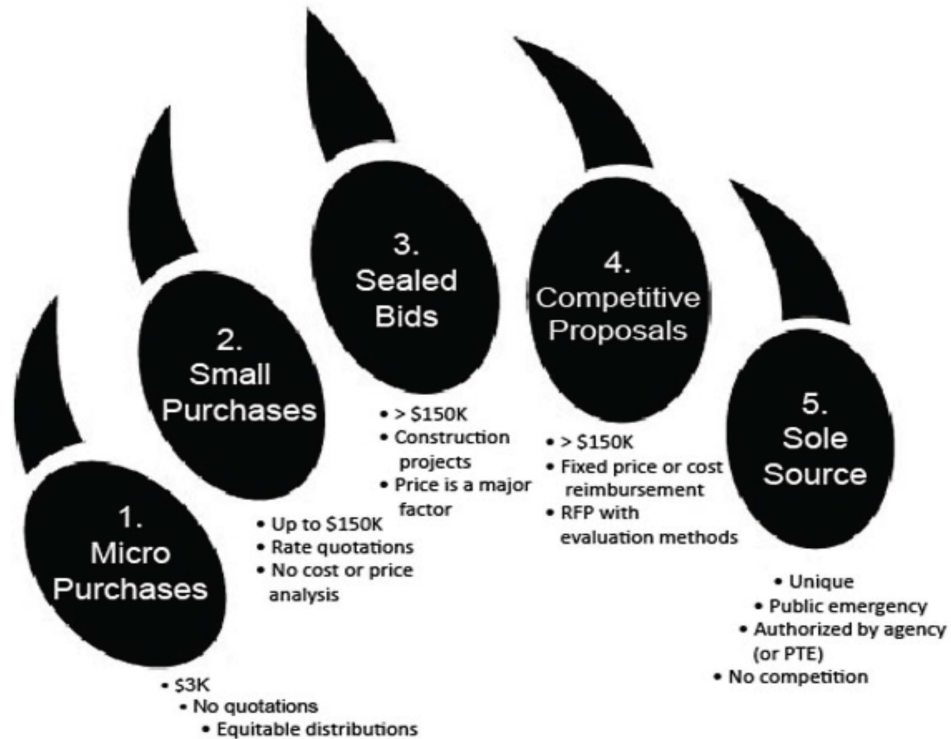 1.
Micro
Purchases
• $3K
• No quotations
• Equitable distributions
2.
Small
Purchases
• Up to $150K
• Rate quotations
• No cost or price
analysis
3.
Sealed
Bids
• > $150K
• Construction
projects
• Price is a major
factor
4.
Competitive
Proposals
• > $150K
• Fixed price or cost
reimbursement
• RFP with
evaluation methods
5.
Sole
Source
• Unique
• Public emergency
• Authorized by agency
(or PTE)
• No competition